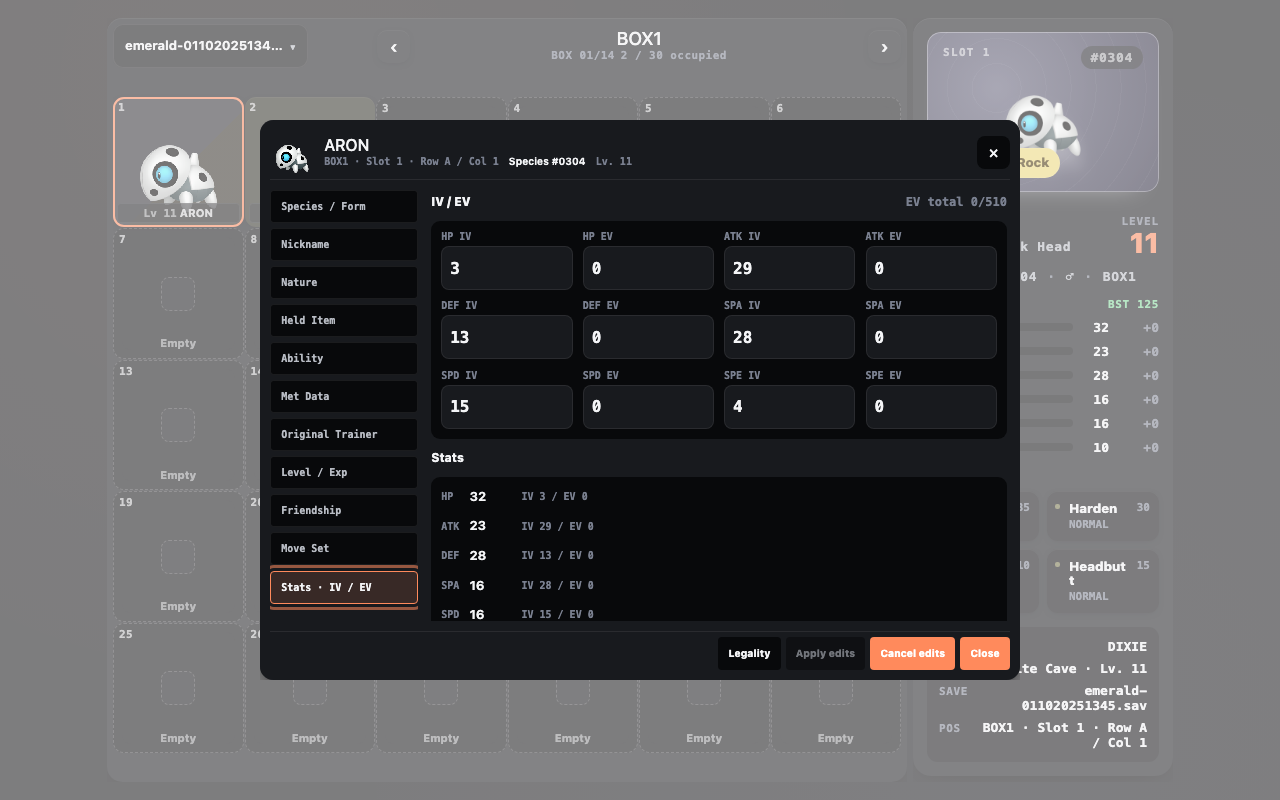 emerald-01102025134... ▾
‹
BOX1
BOX 01/14 2 / 30 occupied
›
SLOT 1
#0304
Rock
1
2
3
4
5
6
Lv 11 ARON
ARON
BOX1 · Slot 1 · Row A / Col 1 Species #0304 Lv. 11
×
Species / Form
Nickname
Nature
Held Item
Ability
Met Data
Original Trainer
Level / Exp
Friendship
Move Set
Stats · IV / EV
IV / EV
EV total 0/510
HP IV
HP EV
ATK IV
ATK EV
3
0
29
0
DEF IV
DEF EV
SPA IV
SPA EV
13
0
28
0
SPD IV
SPD EV
SPE IV
SPE EV
15
0
4
0
Stats
HP 32 IV 3 / EV 0
ATK 23 IV 29 / EV 0
DEF 28 IV 13 / EV 0
SPA 16 IV 28 / EV 0
SPD 16 IV 15 / EV 0
Legality
Apply edits
Cancel edits
Close
7
8
Empty
13
Empty
19
Empty
25
Empty
Empty
Empty
Empty
Empty
Empty
LEVEL
Head
11
04 · ♂ · BOX1
BST 125
32 +0
23 +0
28 +0
16 +0
16 +0
10 +0
Harden 30
NORMAL
Headbut
t
15
NORMAL
DIXIE
Cave · Lv. 11
SAVE
emerald-
011020251345.sav
POS
BOX1 · Slot 1 · Row A
/ Col 1